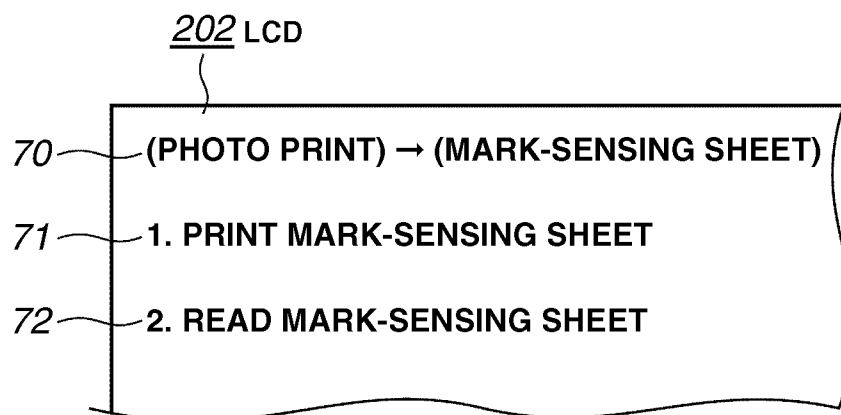 202 LCD
70 (PHOTO PRINT) → (MARK-SENSING SHEET)
71 1. PRINT MARK-SENSING SHEET
72 2. READ MARK-SENSING SHEET